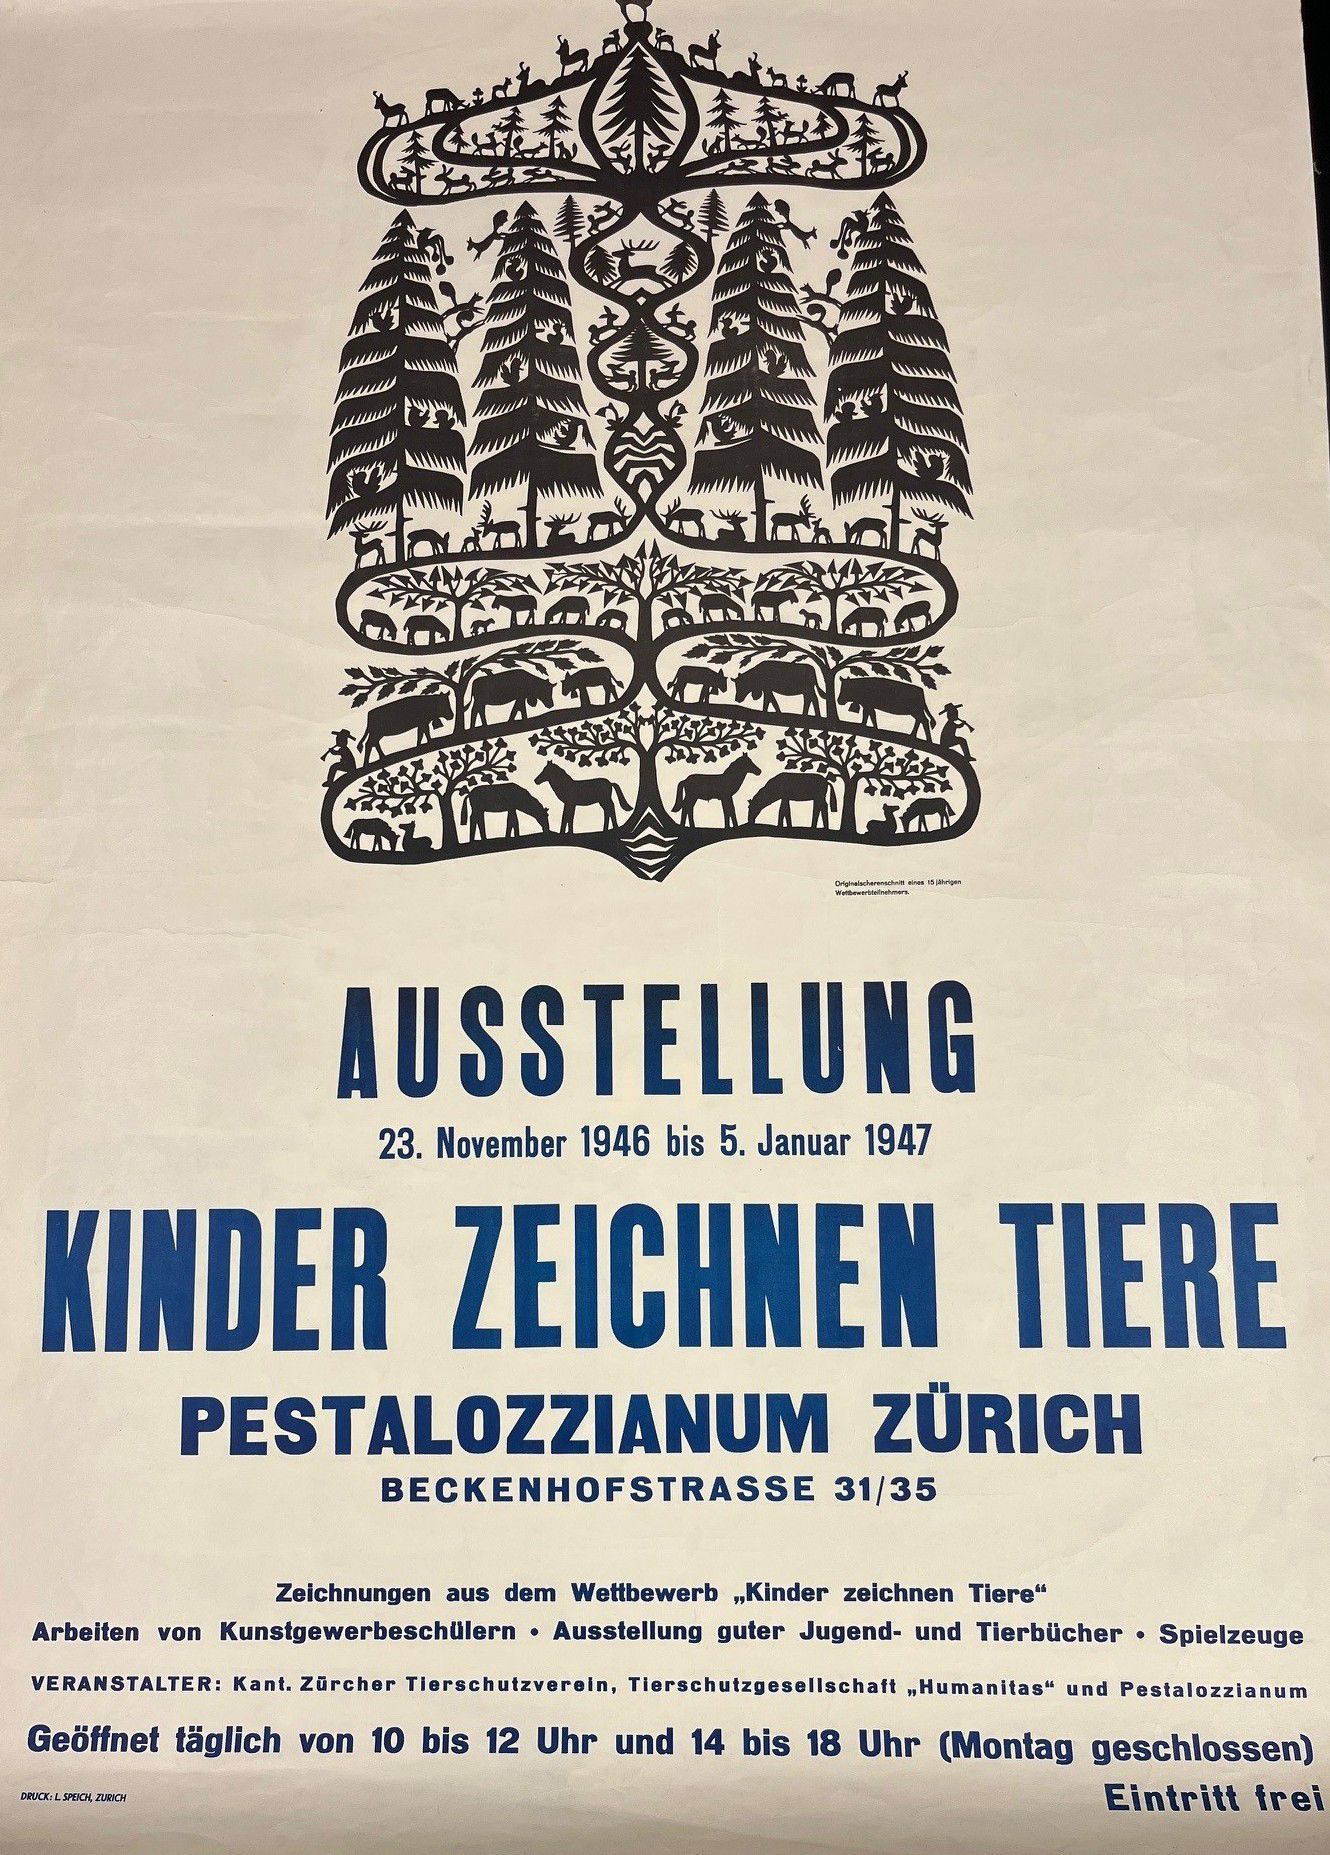 Originalscherenschnitt eines 15 jährigen
Wettbewerbteilnehmers.
AUSSTELLUNG
23. November 1946 bis 5. Januar 1947
KINDER ZEICHNEN TIERE
PESTALOZZIANUM ZÜRICH
BECKENHOFSTRASSE 31/35
Zeichnungen aus dem Wettbewerb „Kinder zeichnen Tiere“
Arbeiten von Kunstgewerbeschülern • Ausstellung guter Jugend- und Tierbücher • Spielzeuge
VERANSTALTER: Kant. Zürcher Tierschutzverein, Tierschutzgesellschaft „Humanitas“ und Pestalozzianum
Geöffnet täglich von 10 bis 12 Uhr und 14 bis 18 Uhr (Montag geschlossen)
Eintritt frei
DRUCK: L. SPEICH, ZURICH